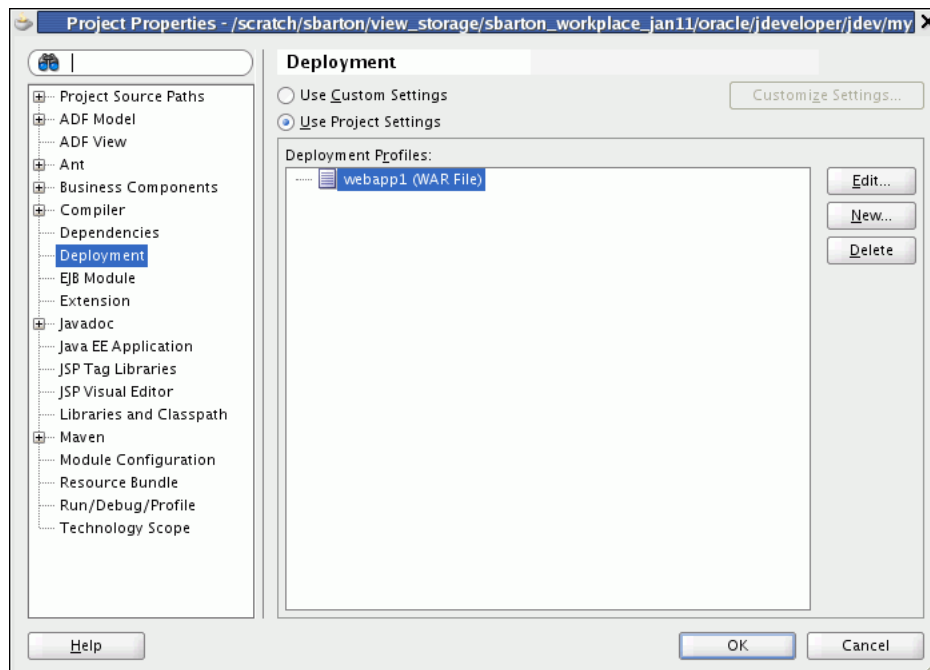 Project Properties - /scratch/sbarton/view_storage/sbarton_workplace_jan11/oracle/jdeveloper/jdev/my
Project Source Paths
ADF Model
ADF View
Ant
Business Components
Compiler
Dependencies
Deployment
EJB Module
Extension
Javadoc
Java EE Application
JSP Tag Libraries
JSP Visual Editor
Libraries and Classpath
Maven
Module Configuration
Resource Bundle
Run/Debug/Profile
Technology Scope
Deployment
Use Custom Settings
Customize Settings...
Use Project Settings
Deployment Profiles:
webapp1 (WAR File)
Edit...
New...
Delete
Help
OK
Cancel